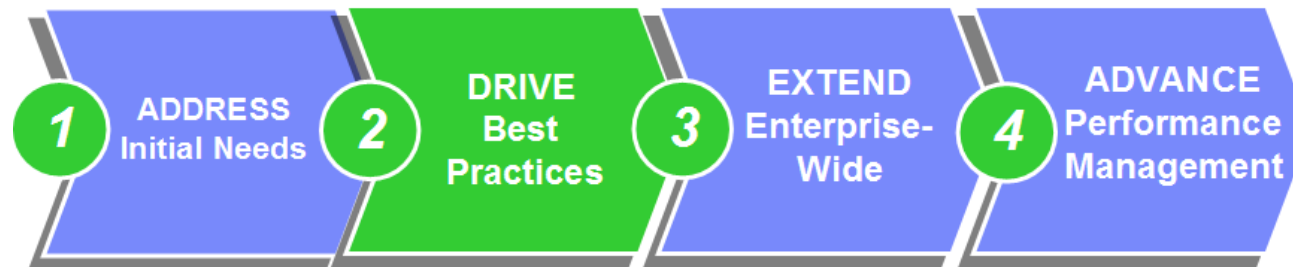 1
ADDRESS
Initial Needs
2
DRIVE
Best
Practices
3
EXTEND
Enterprise-
Wide
4
ADVANCE
Performance
Management